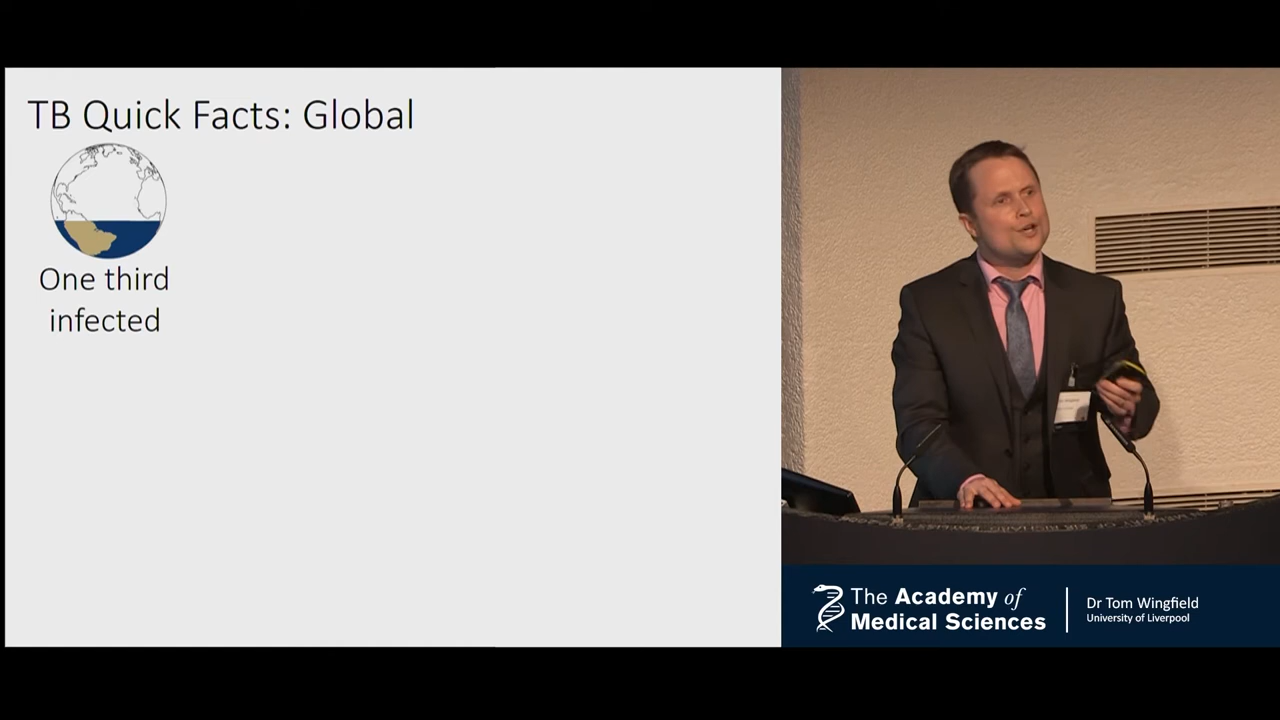 TB Quick Facts: Global
One third
infected
The Academy of
Medical Sciences
Dr Tom Wingfield
University of Liverpool